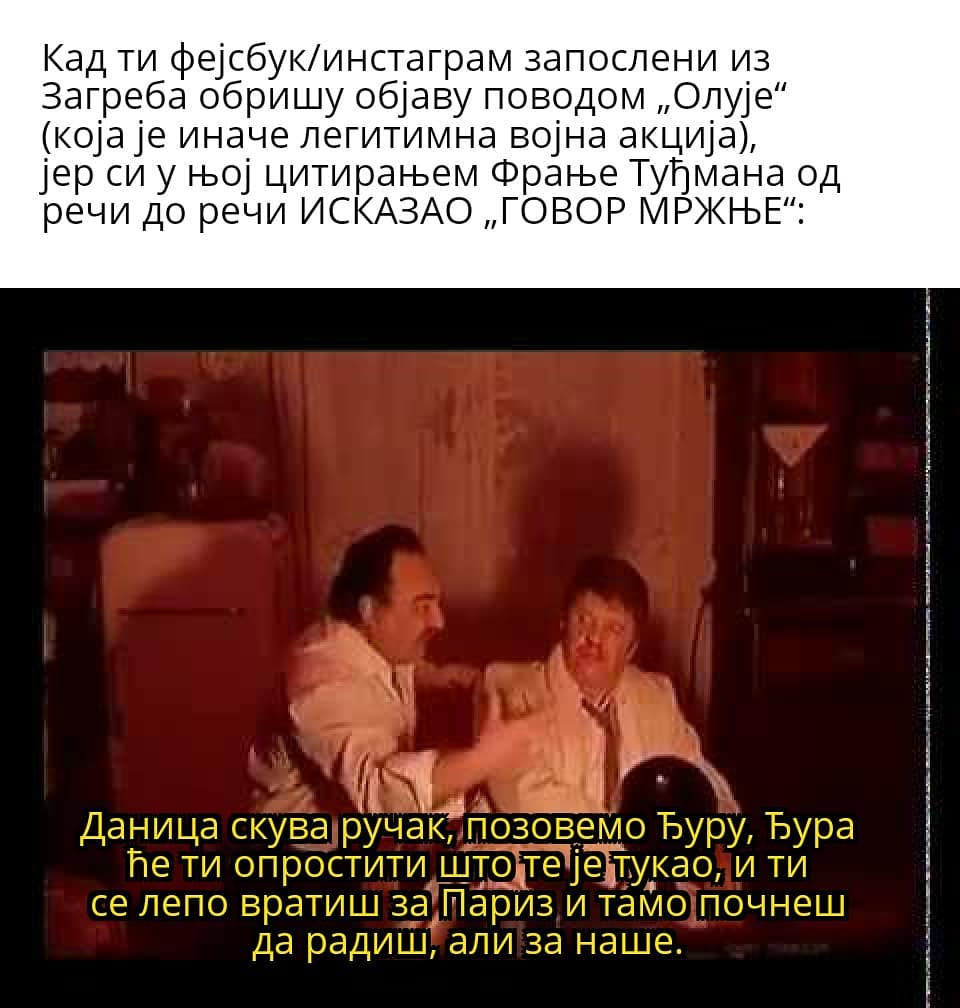 Кад ти фејсбук/инстаграм запослени из
Загреба обришу објаву поводом „Олује“
(која је иначе легитимна војна акција),
јер си у њој цитирањем Фрање Туђмана од
речи до речи ИСКАЗАО „ГОВОР МРЖЊЕ“:
Даница скува ручак, позовемо Ђуру, Ђура
ће ти опростити што те је тукао, и ти
се лепо вратиш за Париз и тамо почнеш
да радиш, али за наше.